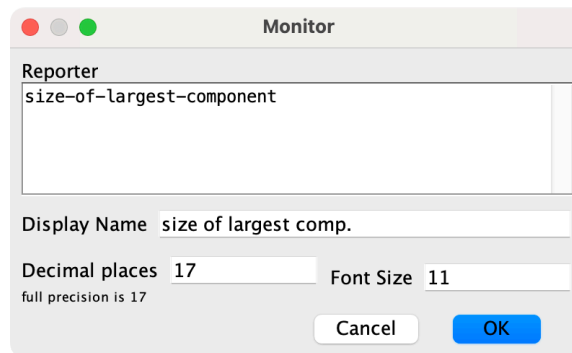 Monitor
Reporter
size-of-largest-component
Display Name size of largest comp.
Decimal places 17
Font Size 11
full precision is 17
Cancel OK